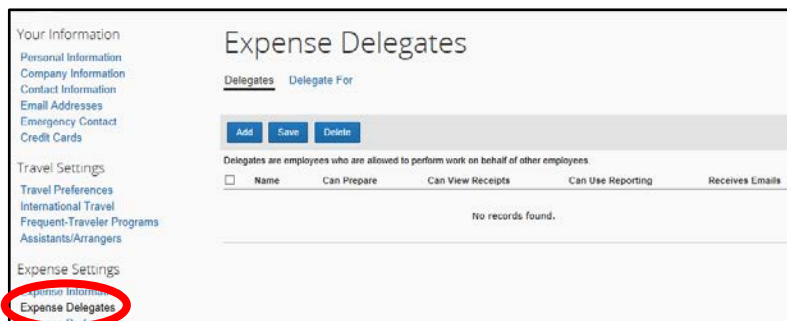 Your Information
Personal Information
Company Information
Contact Information
Email Addresses
Emergency Contact
Credit Cards
Travel Settings
Travel Preferences
International Travel
Frequent-Traveler Programs
Assistants/Arrangers
Expense Settings
Expense Information
Expense Delegates
Expense Delegates
Delegates Delegate For
Add Save Delete
Delegates are employees who are allowed to perform work on behalf of other employees.
Name Can Prepare Can View Receipts Can Use Reporting Receives Emails
No records found.